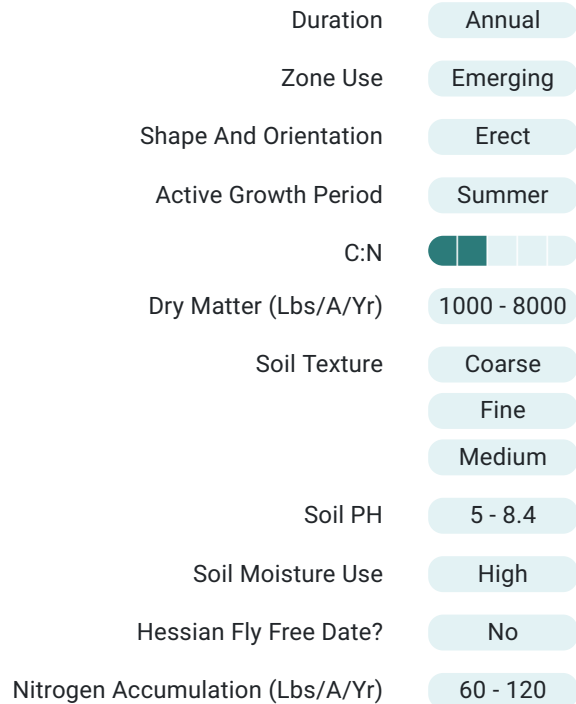 Duration Annual
Zone Use Emerging
Shape And Orientation Erect
Active Growth Period Summer
C:N
Dry Matter (Lbs/A/Yr) 1000 - 8000
Soil Texture Coarse
Fine
Medium
Soil PH 5 - 8.4
Soil Moisture Use High
Hessian Fly Free Date? No
Nitrogen Accumulation (Lbs/A/Yr) 60 - 120